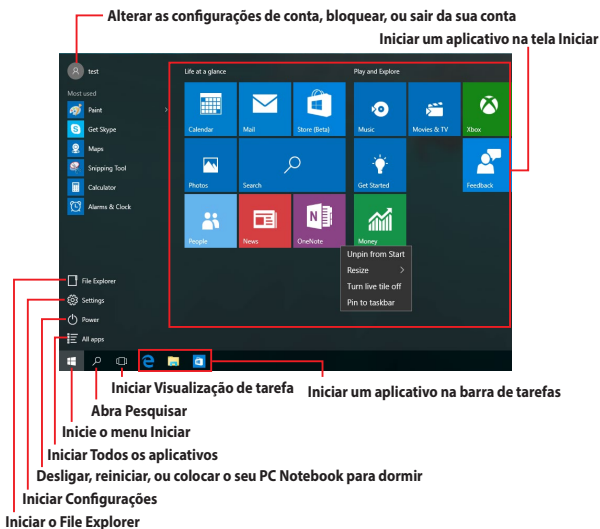 Alterar as configurações de conta, bloquear, ou sair da sua conta
Iniciar um aplicativo na tela Iniciar
test
Life at a glance
Play and Explore
Most used
Paint
Get Skype
Maps
Snipping Tool
Calculator
Alarms & Clock
Calendar
Mail
Store (Beta)
Music
Movies & TV
Xbox
Photos
Search
Get Started
Feedback
People
News
OneNote
Money
Unpin from Start
Resize
Turn live tile off
Pin to taskbar
File Explorer
Settings
Power
All apps
Iniciar Visualização de tarefa
Iniciar um aplicativo na barra de tarefas
Abra Pesquisar
Inicie o menu Iniciar
Iniciar Todos os aplicativos
Desligar, reiniciar, ou colocar o seu PC Notebook para dormir
Iniciar Configurações
Iniciar o File Explorer